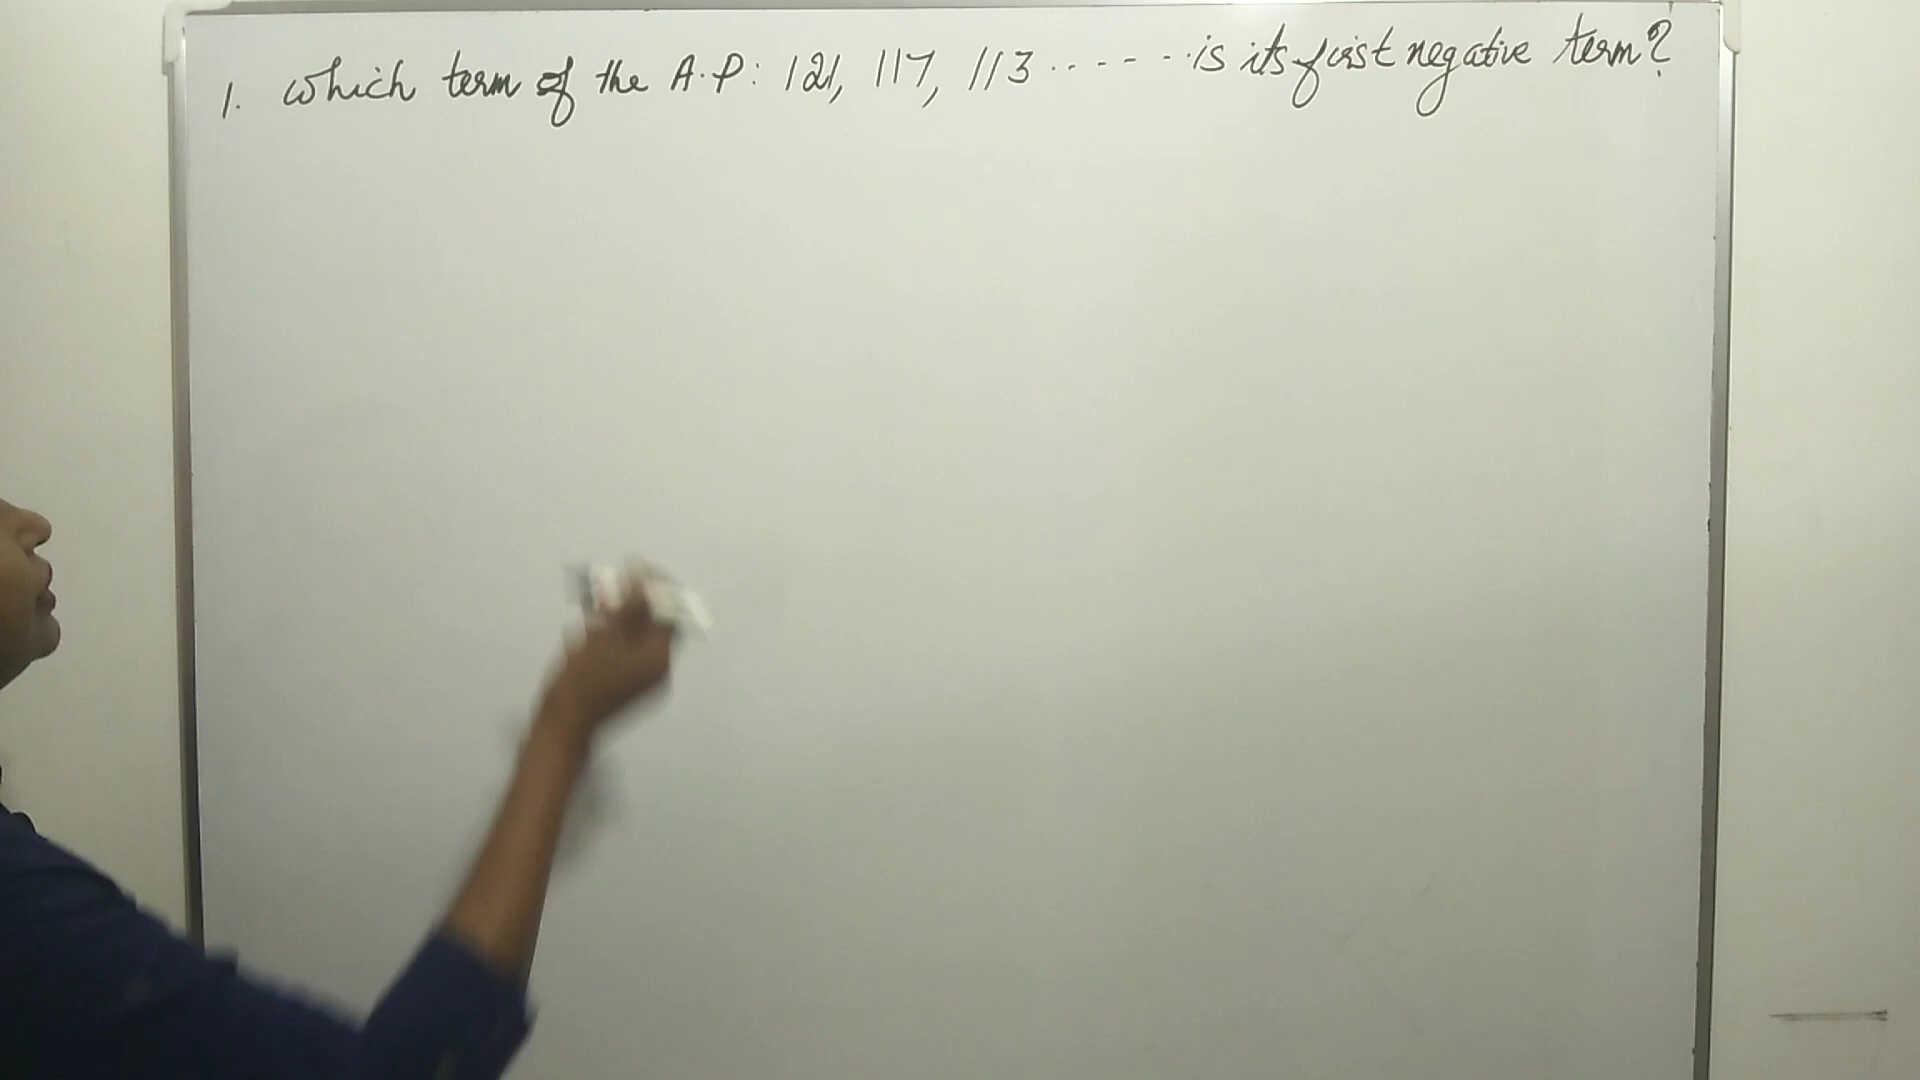 1. Which term of the A.P: 121, 117, 113 ........ is its first negative term?